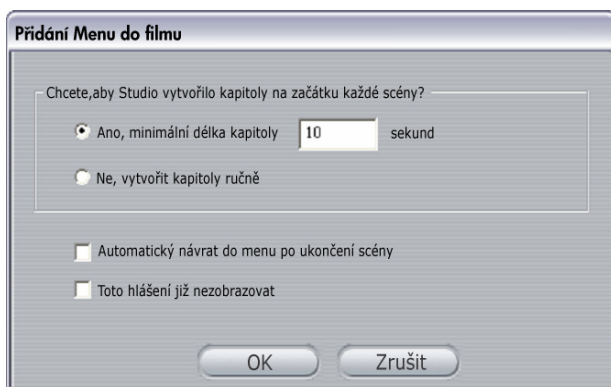 Přidání Menu do filmu
Chcete,aby Studio vytvořilo kapitoly na začátku každé scény?
Ano, minimální délka kapitoly 10 sekund
Ne, vytvořit kapitoly ručně
Automatický návrat do menu po ukončení scény
Toto hlášení již nezobrazovat
OK Zrušit